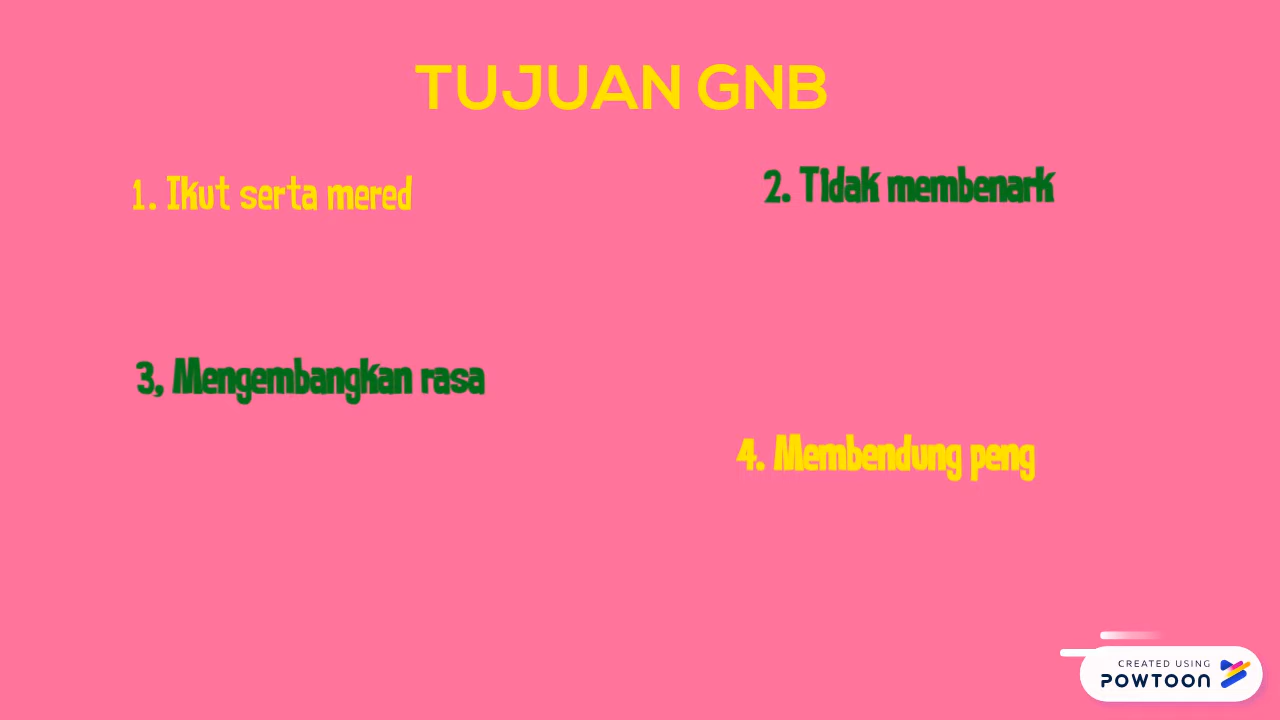 TUJUAN GNB
1. Ikut serta mered
2. Tidak membenark
3, Mengembangkan rasa
4. Membendung peng
CREATED USING
POWTOON